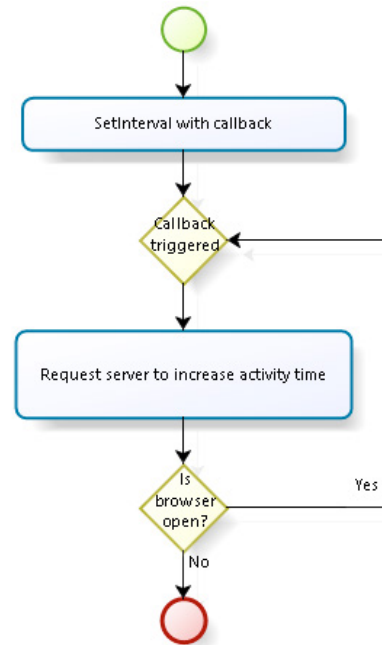 SetInterval with callback
Callback
triggered
Request server to increase activity time
Is
browser
open?
Yes
No